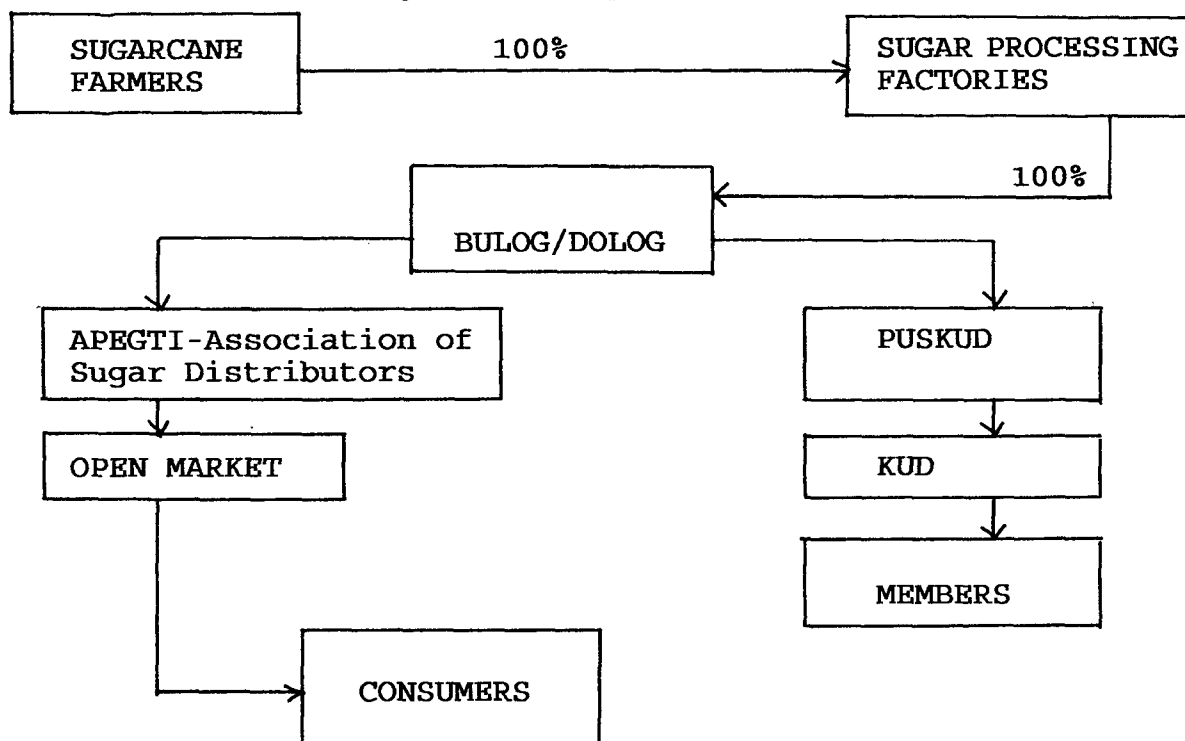 SUGARCANE
FARMERS
100%
SUGAR PROCESSING
FACTORIES
100%
BULOG/DOLOG
APEGTI-Association of
Sugar Distributors
PUSKUD
OPEN MARKET
KUD
MEMBERS
CONSUMERS